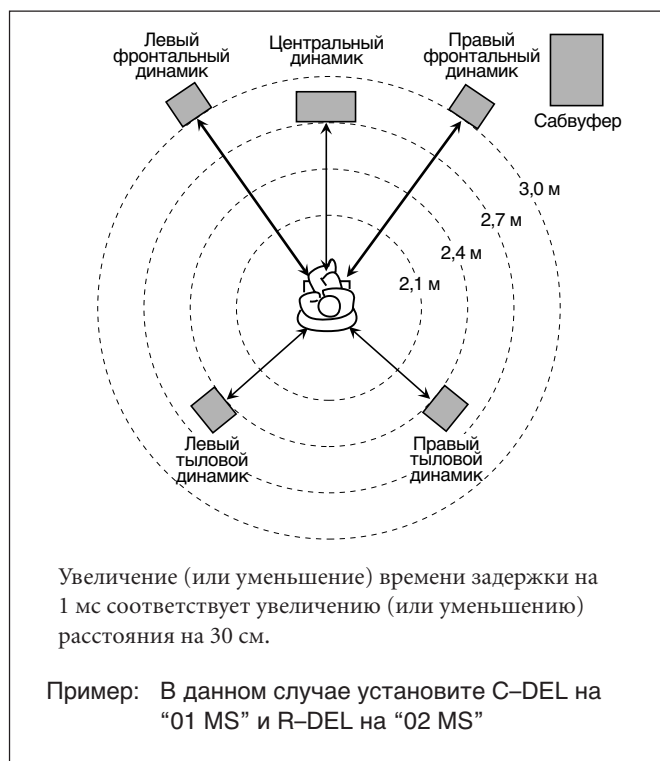 Левый
фронтальный
динамик
Центральный
динамик
Правый
фронтальный
динамик
Сабвуфер
3,0 м
2,7 м
2,4 м
2,1 м
Левый
тыловой
динамик
Правый
тыловой
динамик
Увеличение (или уменьшение) времени задержки на
1 мс соответствует увеличению (или уменьшению)
расстояния на 30 см.
Пример: В данном случае установите C–DEL на
“01 MS” и R–DEL на “02 MS”